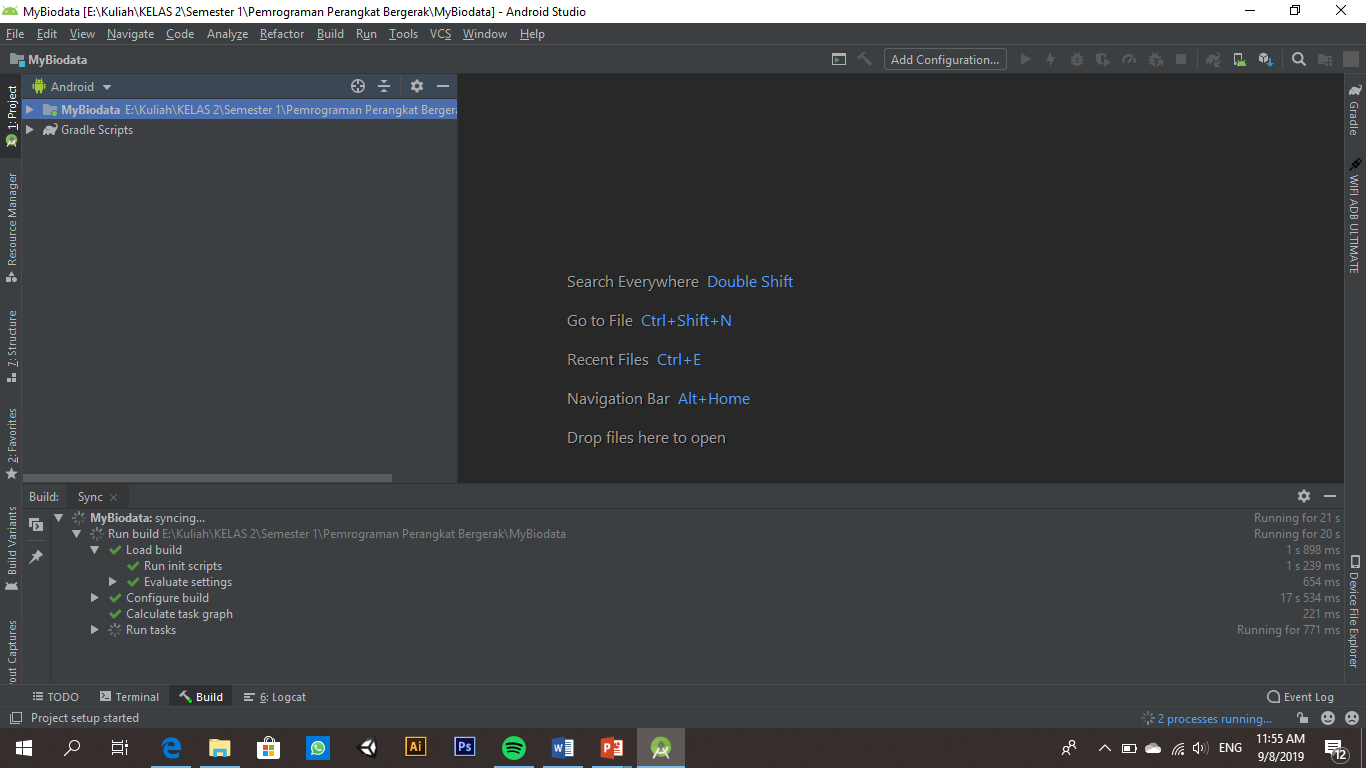 MyBiodata [E:\Kuliah\KELAS 2\Semester 1\Pemrograman Perangkat Bergerak\MyBiodata] - Android Studio
File Edit View Navigate Code Analyze Refactor Build Run Tools VCS Window Help
MyBiodata
Add Configuration...
Android
MyBiodata E:\Kuliah\KELAS 2\Semester 1\Pemrograman Perangkat Berger
Gradle Scripts
1: Project
Resource Manager
7: Structure
2: Favorites
Build Variants
out Captures
Gradle
WIFI ADB ULTIMATE
Device File Explorer
Search Everywhere Double Shift
Go to File Ctrl+Shift+N
Recent Files Ctrl+E
Navigation Bar Alt+Home
Drop files here to open
Build: Sync
MyBiodata: syncing... Running for 21 s
Run build E:\Kuliah\KELAS 2\Semester 1\Pemrograman Perangkat Bergerak\MyBiodata Running for 20 s
Load build 1 s 898 ms
Run init scripts 1 s 239 ms
Evaluate settings 654 ms
Configure build 17 s 534 ms
Calculate task graph 221 ms
Run tasks Running for 771 ms
TODO Terminal Build 6: Logcat Event Log
Project setup started 2 processes running...
Ai Ps ENG 11:55 AM
9/8/2019 12